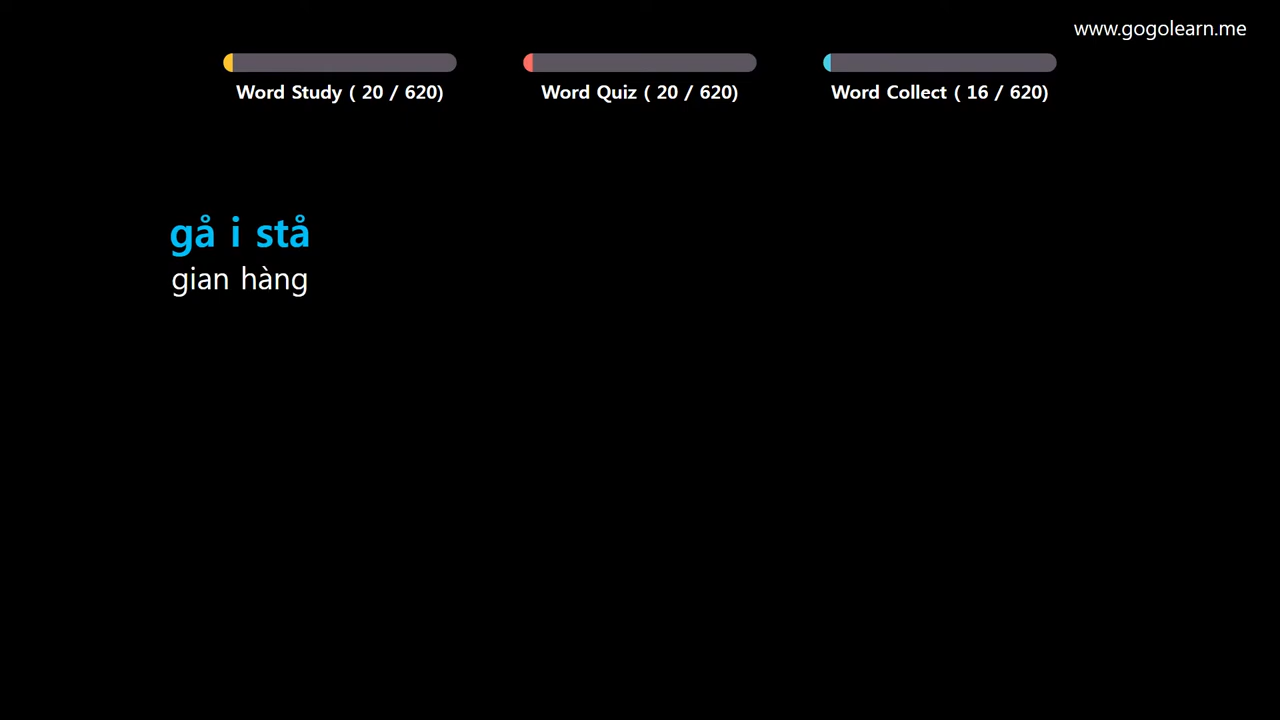 www.gogolearn.me
Word Study ( 20 / 620)
Word Quiz ( 20 / 620)
Word Collect ( 16 / 620)
gå i stå
gian hàng